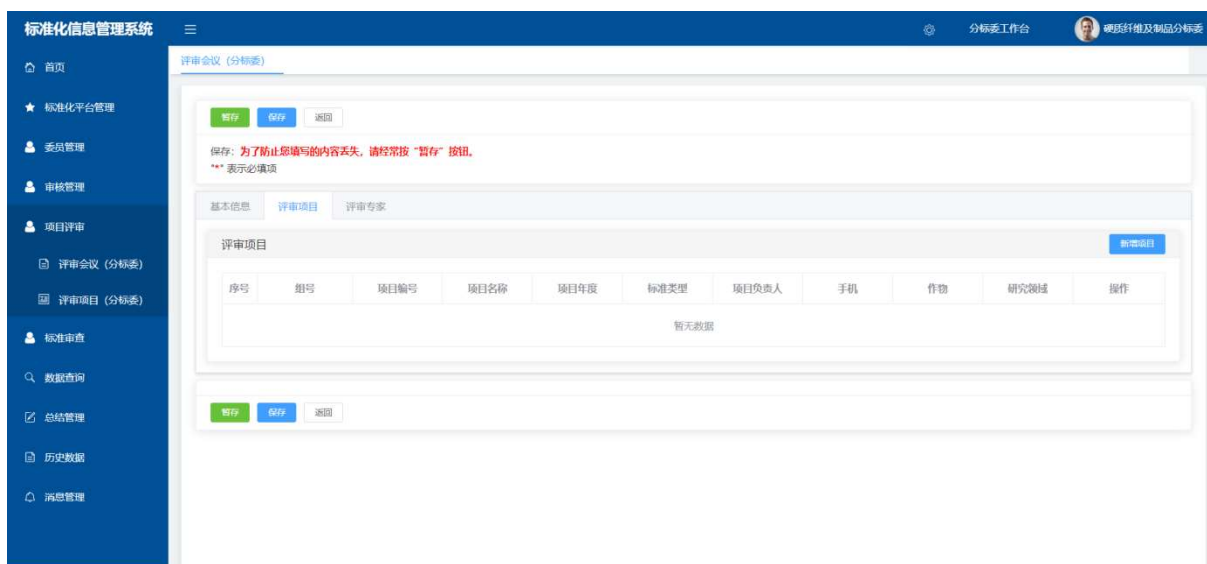 标准化信息管理系统
分标委工作台
硬质纤维及制品分标委
首页
标准化平台管理
委员管理
审核管理
项目评审
评审会议（分标委）
评审项目（分标委）
标准审查
数据查询
总结管理
历史数据
消息管理
评审会议（分标委）
暂存 保存 返回
保存：为了防止您填写的内容丢失，请经常按“暂存”按钮。
"*" 表示必填项
基本信息 评审项目 评审专家
评审项目 新增项目
序号 组号 项目编号 项目名称 项目年度 标准类型 项目负责人 手机 作物 研究领域 操作
暂无数据
暂存 保存 返回